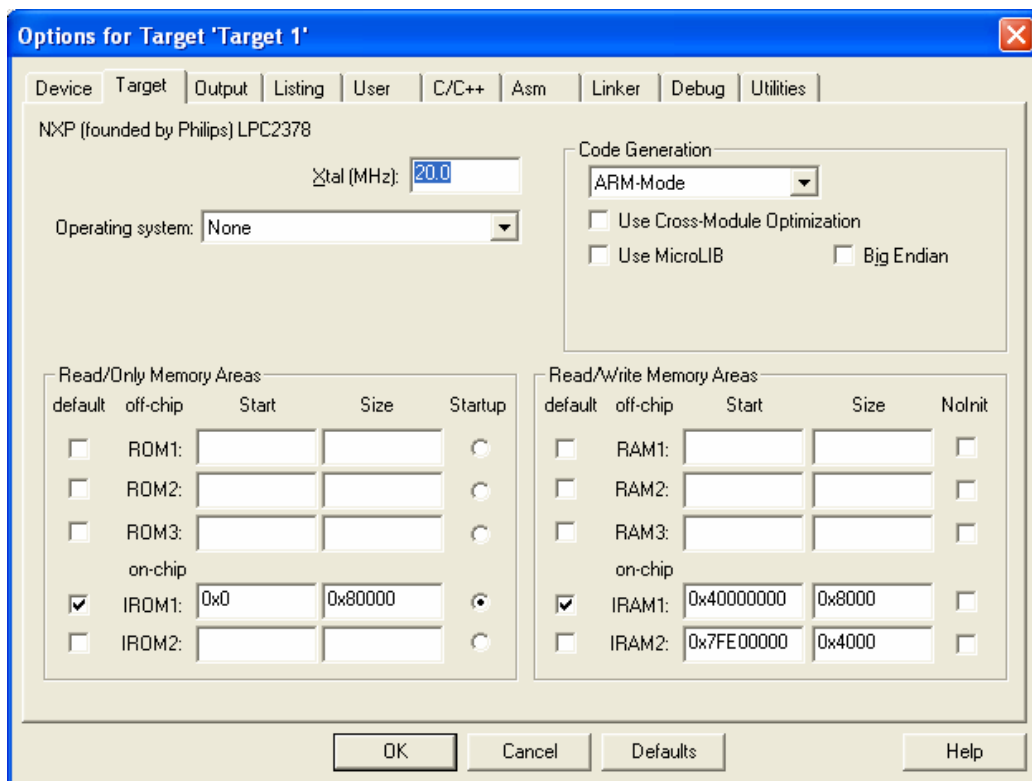 Options for Target 'Target 1'
Device Target Output Listing User C/C++ Asm Linker Debug Utilities
NXP (founded by Philips) LPC2378
Xtal (MHz): 20.0
Operating system: None
Code Generation
ARM-Mode
Use Cross-Module Optimization
Use MicroLIB Big Endian
Read/Only Memory Areas
default off-chip Start Size Startup
ROM1:
ROM2:
ROM3:
on-chip
IROM1: 0x0 0x80000
IROM2:
Read/Write Memory Areas
default off-chip Start Size NoInit
RAM1:
RAM2:
RAM3:
on-chip
IRAM1: 0x40000000 0x8000
IRAM2: 0x7FE00000 0x4000
OK Cancel Defaults Help